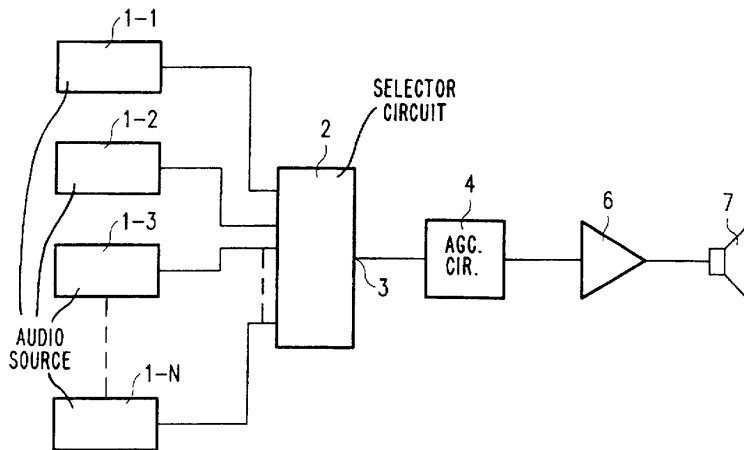 1-1
SELECTOR
CIRCUIT
1-2
2
4
6
7
1-3
AGC.
CIR.
3
AUDIO
SOURCE
1-N